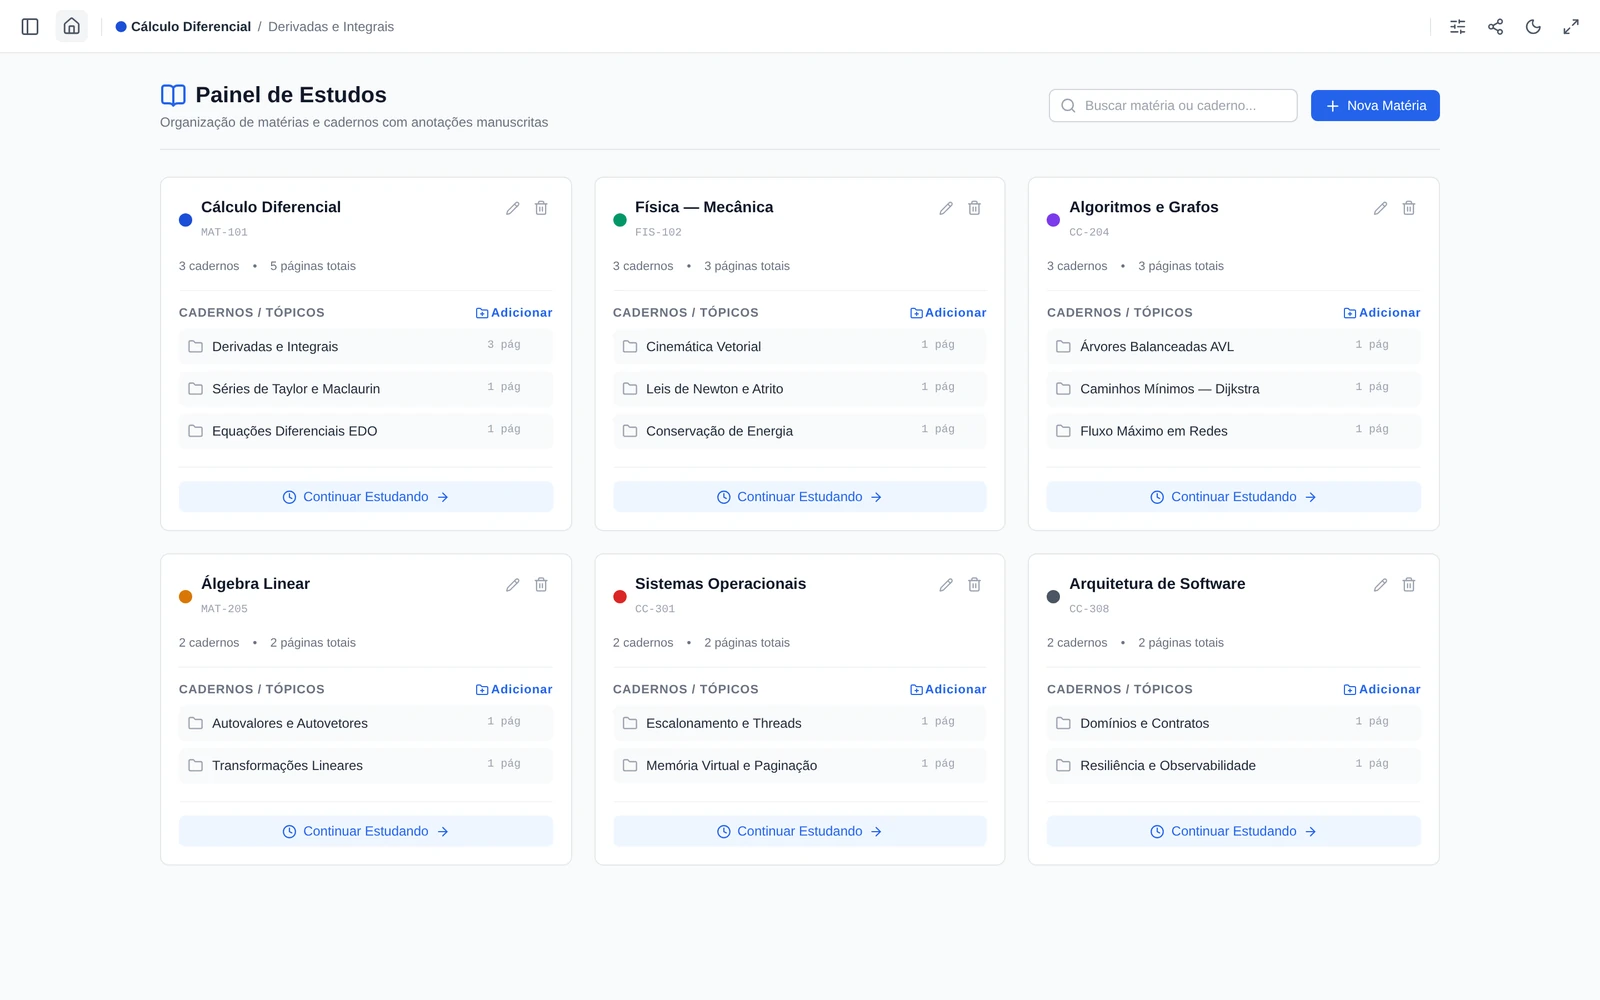 Cálculo Diferencial / Derivadas e Integrais
Painel de Estudos
Organização de matérias e cadernos com anotações manuscritas
Buscar matéria ou caderno...
Nova Matéria
Cálculo Diferencial
MAT-101
3 cadernos • 5 páginas totais
CADERNOS / TÓPICOS Adicionar
Derivadas e Integrais 3 pág
Séries de Taylor e Maclaurin 1 pág
Equações Diferenciais EDO 1 pág
Continuar Estudando
Física — Mecânica
FIS-102
3 cadernos • 3 páginas totais
CADERNOS / TÓPICOS Adicionar
Cinemática Vetorial 1 pág
Leis de Newton e Atrito 1 pág
Conservação de Energia 1 pág
Continuar Estudando
Algoritmos e Grafos
CC-204
3 cadernos • 3 páginas totais
CADERNOS / TÓPICOS Adicionar
Árvores Balanceadas AVL 1 pág
Caminhos Mínimos — Dijkstra 1 pág
Fluxo Máximo em Redes 1 pág
Continuar Estudando
Álgebra Linear
MAT-205
2 cadernos • 2 páginas totais
CADERNOS / TÓPICOS Adicionar
Autovalores e Autovetores 1 pág
Transformações Lineares 1 pág
Continuar Estudando
Sistemas Operacionais
CC-301
2 cadernos • 2 páginas totais
CADERNOS / TÓPICOS Adicionar
Escalonamento e Threads 1 pág
Memória Virtual e Paginação 1 pág
Continuar Estudando
Arquitetura de Software
CC-308
2 cadernos • 2 páginas totais
CADERNOS / TÓPICOS Adicionar
Domínios e Contratos 1 pág
Resiliência e Observabilidade 1 pág
Continuar Estudando